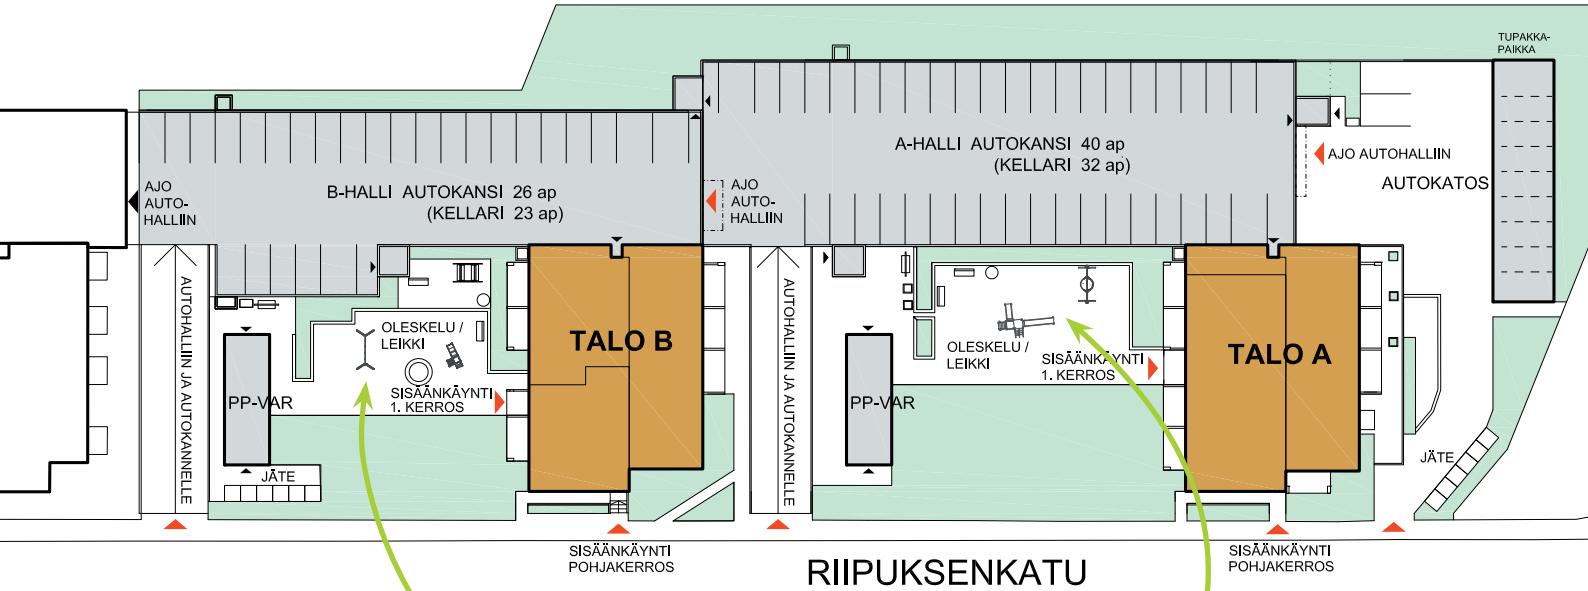 TUPAKKA-
PAIKKA
A-HALLI AUTOKANSI 40 ap
(KELLARI 32 ap)
AJO AUTOHALLIIN
AUTOKATOS
AJO
AUTO-
HALLIIN
B-HALLI AUTOKANSI 26 ap
(KELLARI 23 ap)
AJO
AUTO-
HALLIIN
AUTOHALLIIN JA AUTOKANNELLE
OLESKELU /
LEIKKI
TALO B
AUTOHALLIIN JA AUTOKANNELLE
OLESKELU /
LEIKKI
SISÄÄNKÄYNTI
1. KERROS
TALO A
SISÄÄNKÄYNTI
1. KERROS
PP-VAR
PP-VAR
JÄTE
JÄTE
SISÄÄNKÄYNTI
POHJAKERROS
RIIPUKSENKATU
SISÄÄNKÄYNTI
POHJAKERROS